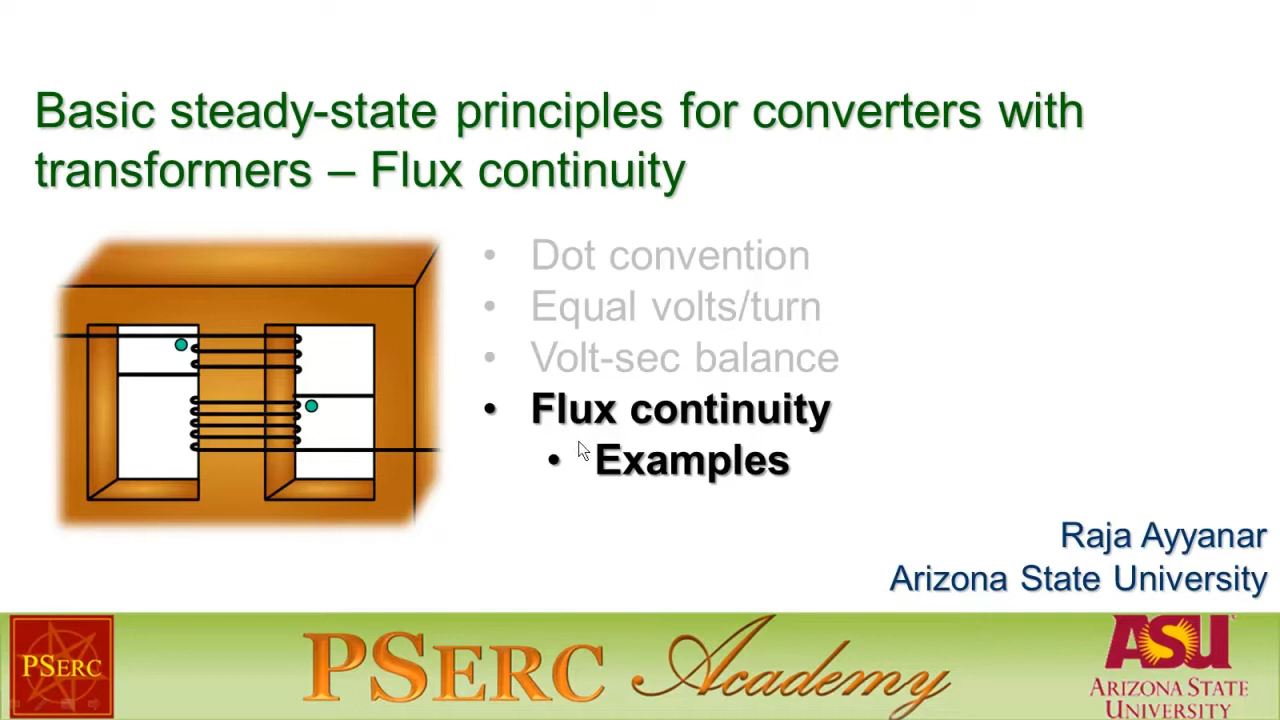 Basic steady-state principles for converters with
transformers – Flux continuity
• Dot convention
• Equal volts/turn
• Volt-sec balance
• Flux continuity
• Examples
Raja Ayyanar
Arizona State University
PSERC
PSERC Academy
ASU
ARIZONA STATE
UNIVERSITY